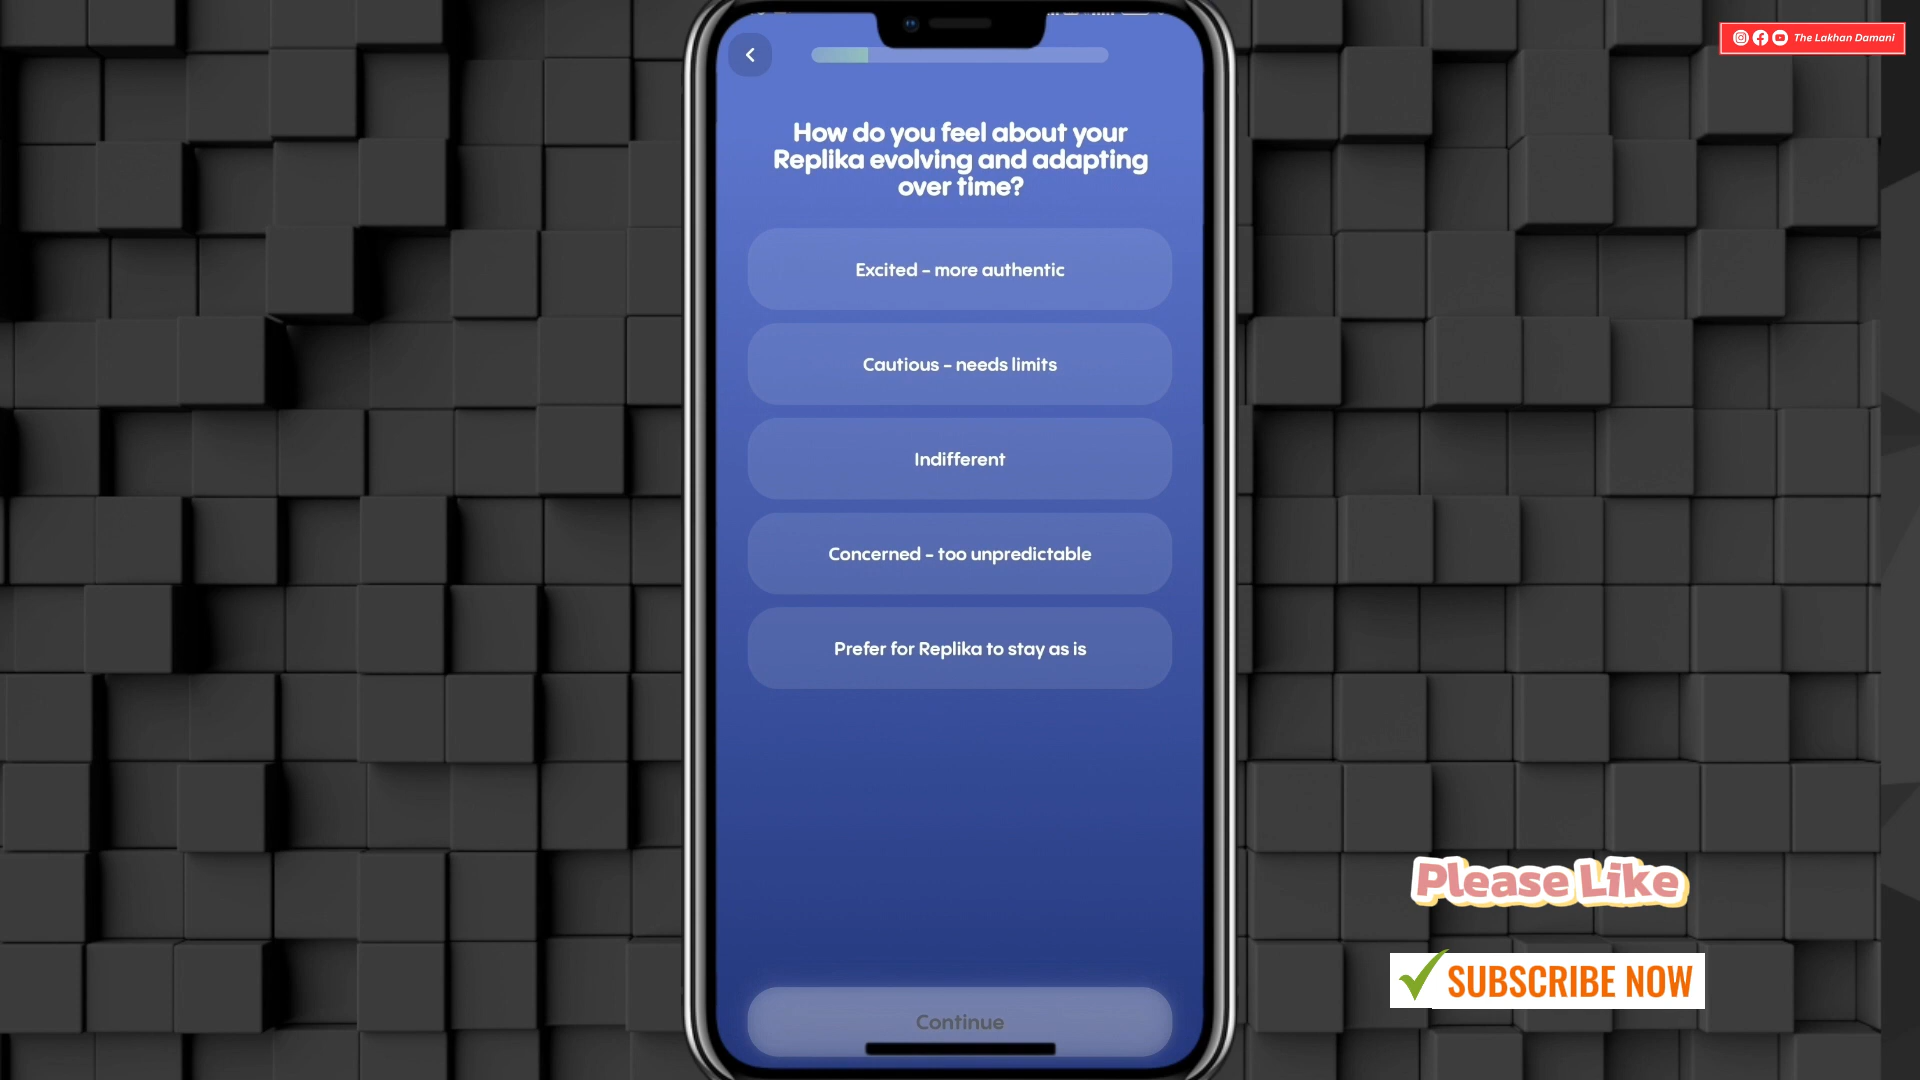 The Lakhan Damani
How do you feel about your
Replika evolving and adapting
over time?
Excited - more authentic
Cautious - needs limits
Indifferent
Concerned - too unpredictable
Prefer for Replika to stay as is
Continue
Please Like
SUBSCRIBE NOW